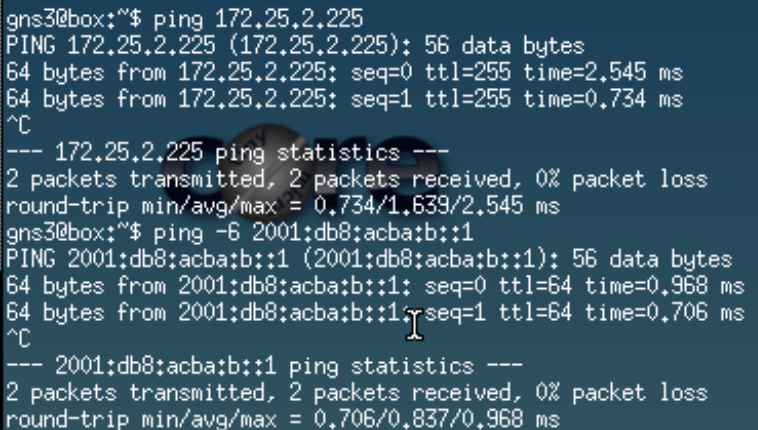 gns3@box:~$ ping 172.25.2.225
PING 172.25.2.225 (172.25.2.225): 56 data bytes
64 bytes from 172.25.2.225: seq=0 ttl=255 time=2.545 ms
64 bytes from 172.25.2.225: seq=1 ttl=255 time=0.734 ms
^C
--- 172.25.2.225 ping statistics ---
2 packets transmitted, 2 packets received, 0% packet loss
round-trip min/avg/max = 0.734/1.639/2.545 ms
gns3@box:~$ ping -6 2001:db8:acba:b::1
PING 2001:db8:acba:b::1 (2001:db8:acba:b::1): 56 data bytes
64 bytes from 2001:db8:acba:b::1: seq=0 ttl=64 time=0.968 ms
64 bytes from 2001:db8:acba:b::1: seq=1 ttl=64 time=0.706 ms
^C
--- 2001:db8:acba:b::1 ping statistics ---
2 packets transmitted, 2 packets received, 0% packet loss
round-trip min/avg/max = 0.706/0.837/0.968 ms
core